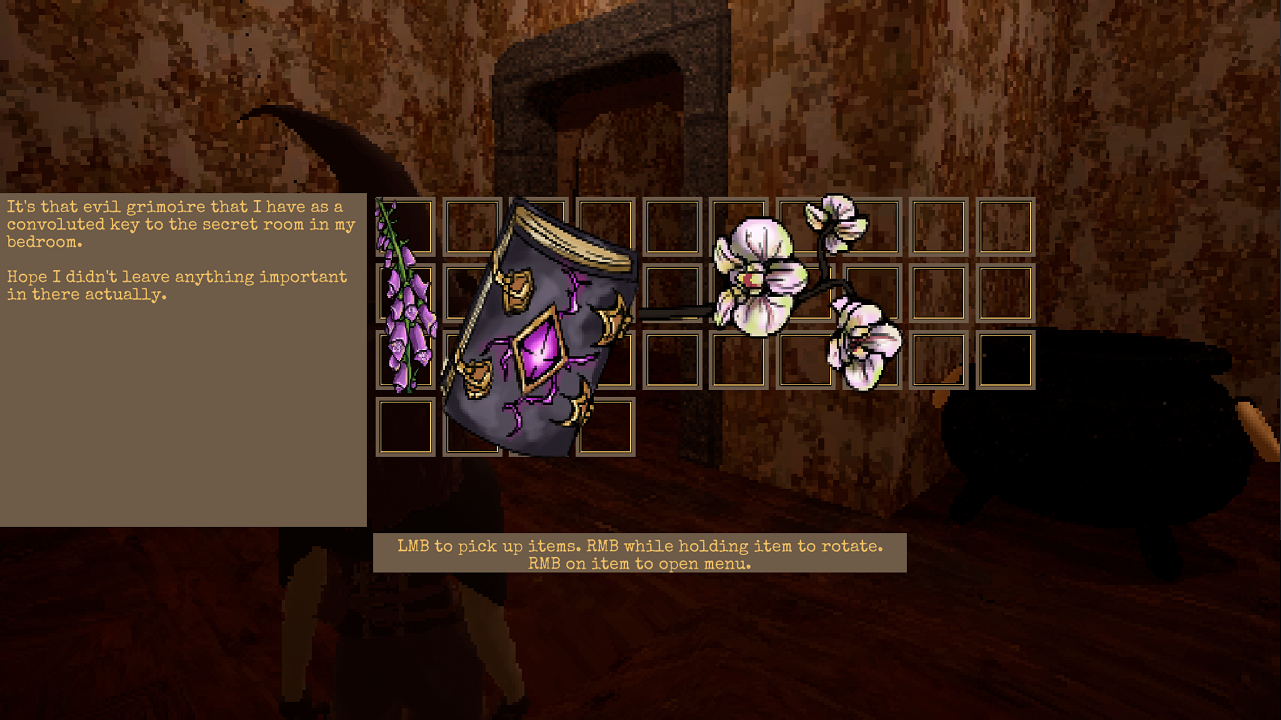 It's that evil grimoire that I have as a
convoluted key to the secret room in my
bedroom.
Hope I didn't leave anything important
in there actually.
LMB to pick up items. RMB while holding item to rotate.
RMB on item to open menu.